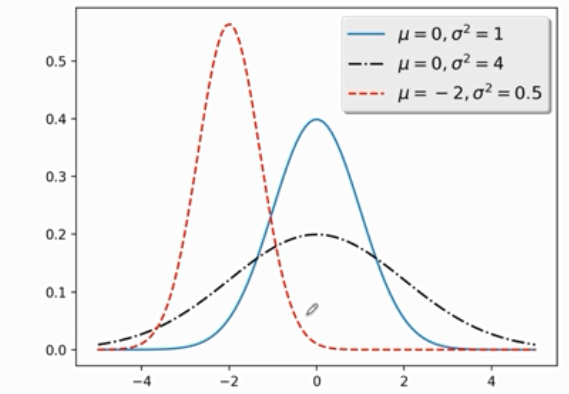 μ = 0, σ² = 1
μ = 0, σ² = 4
μ = − 2, σ² = 0.5
0.5
0.4
0.3
0.2
0.1
0.0
−4 −2 0 2 4